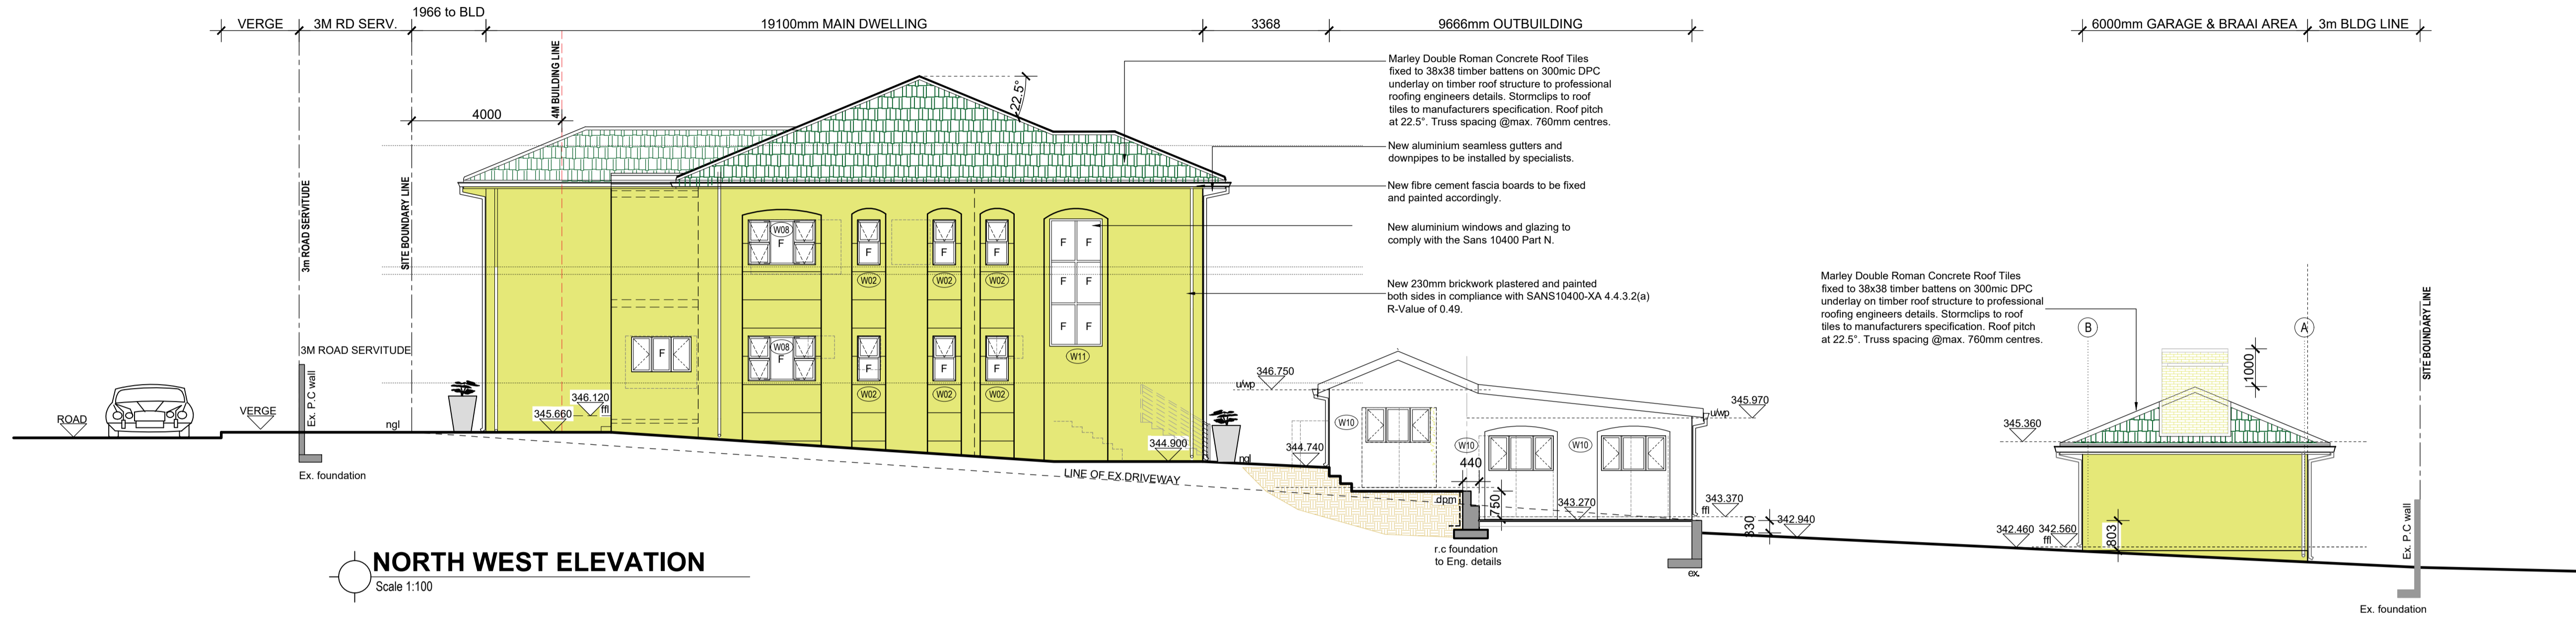 VERGE
3M RD SERV.
1966 to BLD
19100mm MAIN DWELLING
3368
9666mm OUTBUILDING
6000mm GARAGE & BRAAI AREA
3m BLDG LINE
4M BUILDING LINE
4000
22.5°
Marley Double Roman Concrete Roof Tiles
fixed to 38x38 timber battens on 300mic DPC
underlay on timber roof structure to professional
roofing engineers details. Stormclips to roof
tiles to manufacturers specification. Roof pitch
at 22.5°. Truss spacing @max. 760mm centres.
New aluminium seamless gutters and
downpipes to be installed by specialists.
New fibre cement fascia boards to be fixed
and painted accordingly.
New aluminium windows and glazing to
comply with the Sans 10400 Part N.
New 230mm brickwork plastered and painted
both sides in compliance with SANS10400-XA 4.4.3.2(a)
R-Value of 0.49.
Marley Double Roman Concrete Roof Tiles
fixed to 38x38 timber battens on 300mic DPC
underlay on timber roof structure to professional
roofing engineers details. Stormclips to roof
tiles to manufacturers specification. Roof pitch
at 22.5°. Truss spacing @max. 760mm centres.
3m ROAD SERVITUDE
SITE BOUNDARY LINE
W08
F
F
F
F
W02
W02
W02
F F
F F
F F
W11
F
W08
F
F
F
F
W02
W02
W02
3M ROAD SERVITUDE
Ex. P.C wall
ROAD
VERGE
ngl
Ex. foundation
345.660
346.120
ffl
344.900
LINE OF EX.DRIVEWAY
ngl
344.740
346.750
u/wp
W10
W10
W10
440
dpm
750
343.270
345.970
u/wp
343.370
ffl
330
342.940
r.c foundation
to Eng. details
ex.
B
A
1000
345.360
342.460
342.560
ffl
803
SITE BOUNDARY LINE
Ex. P.C wall
Ex. foundation
NORTH WEST ELEVATION
Scale 1:100